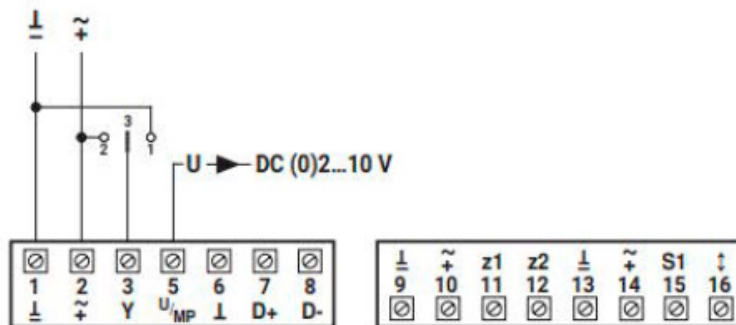 ⊥ ~
= +
3
2 1
U DC (0)2...10 V
⊥ ~ z1 z2 ⊥ ~ S1 ↕
1 2 3 5 6 7 8
9 10 11 12 13 14 15 16
⊥ ~ Y U/MP ⊥ D+ D-